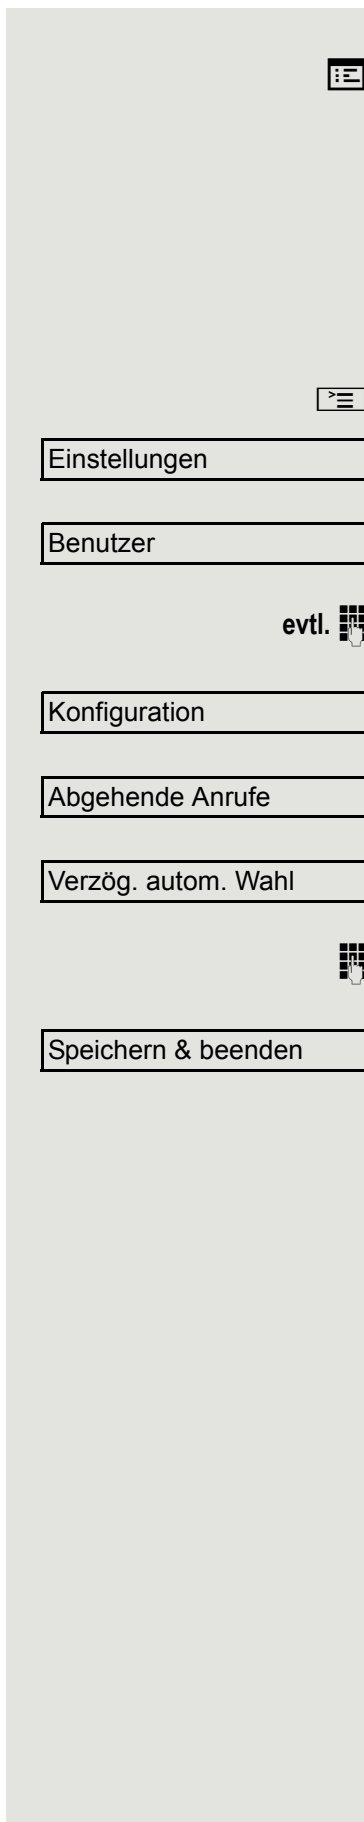 Einstellungen
Benutzer
evtl.
Konfiguration
Abgehende Anrufe
Verzög. autom. Wahl
Speichern & beenden